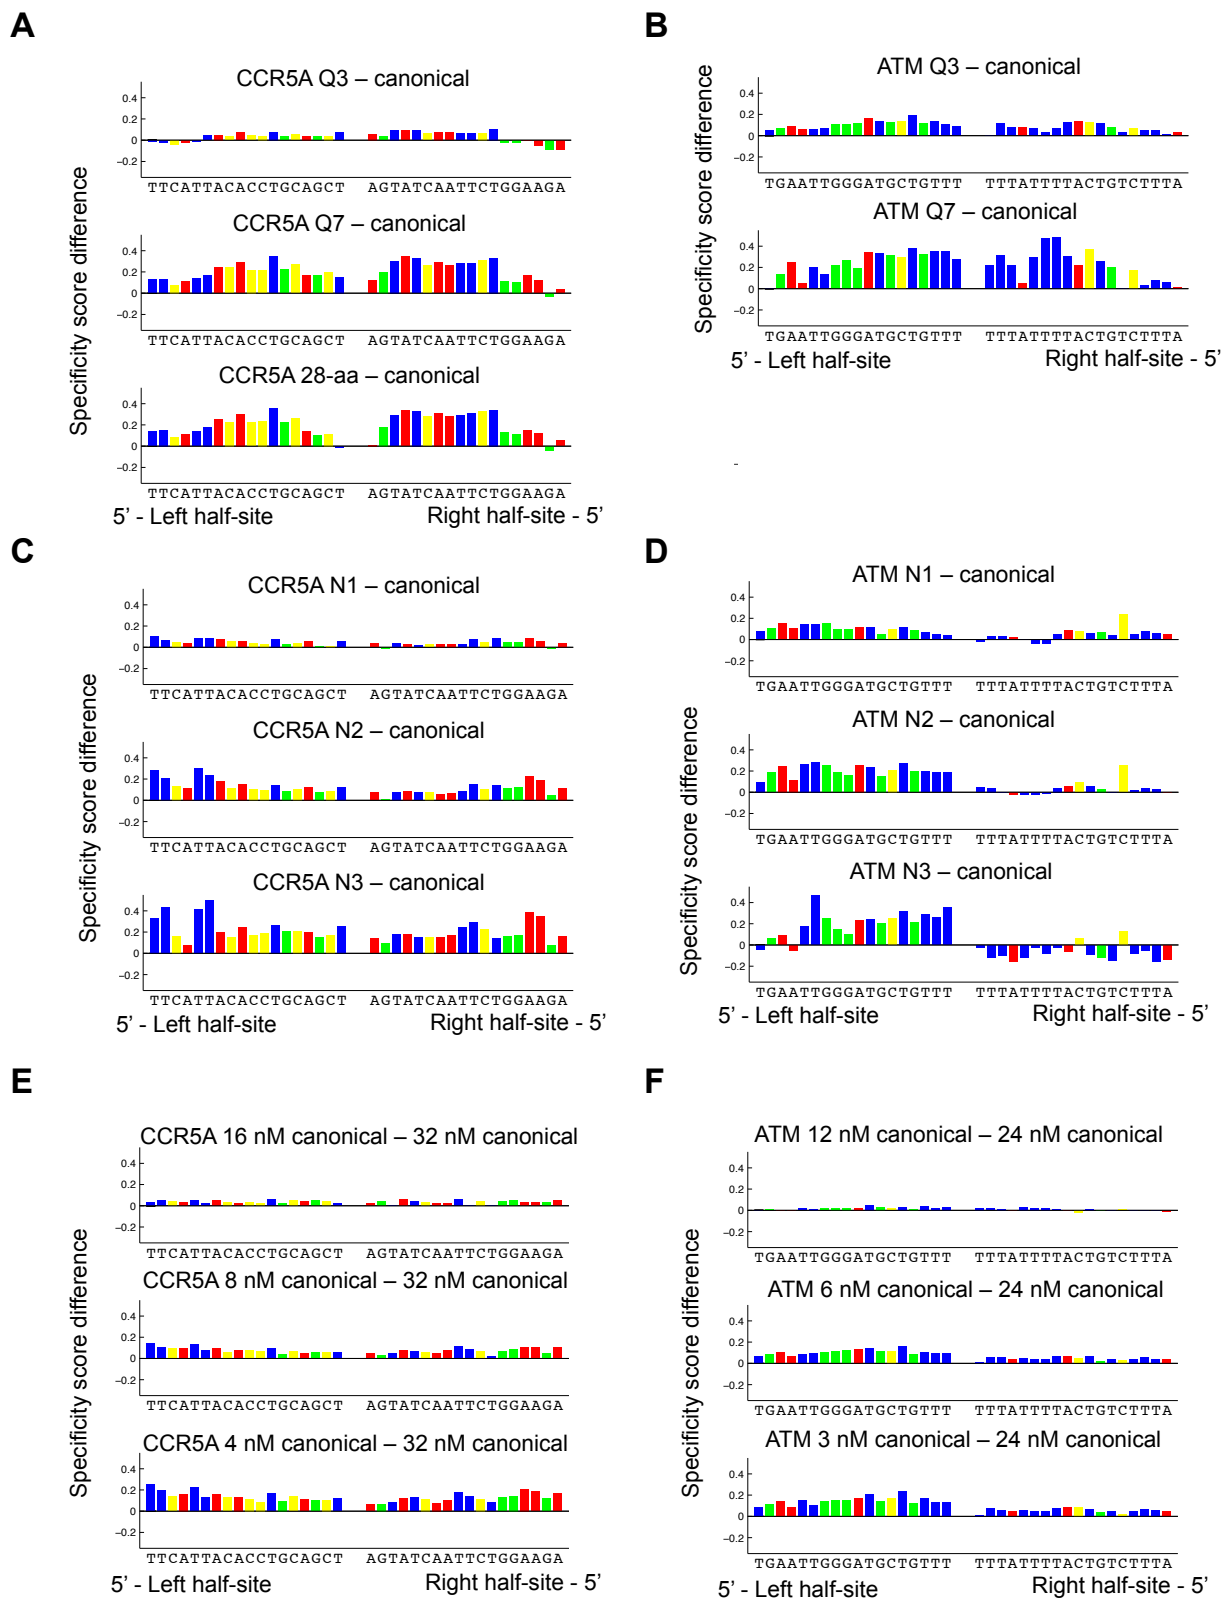 A
CCR5A Q3 – canonical
0.4
0.2
0
−0.2
TTCATTACACCTGCAGCT AGTATCAATTCTGGAAGA
CCR5A Q7 – canonical
0.4
0.2
0
−0.2
TTCATTACACCTGCAGCT AGTATCAATTCTGGAAGA
CCR5A 28-aa – canonical
0.4
0.2
0
−0.2
TTCATTACACCTGCAGCT AGTATCAATTCTGGAAGA
5’ - Left half-site Right half-site - 5’
Specificity score difference
B
ATM Q3 – canonical
0.4
0.2
0
−0.2
TGAATTGGGATGCTGTTT TTTATTTTACTGTCTTTA
ATM Q7 – canonical
0.4
0.2
0
−0.2
TGAATTGGGATGCTGTTT TTTATTTTACTGTCTTTA
5’ - Left half-site Right half-site - 5’
Specificity score difference
-
C
CCR5A N1 – canonical
0.4
0.2
0
−0.2
TTCATTACACCTGCAGCT AGTATCAATTCTGGAAGA
CCR5A N2 – canonical
0.4
0.2
0
−0.2
TTCATTACACCTGCAGCT AGTATCAATTCTGGAAGA
CCR5A N3 – canonical
0.4
0.2
0
−0.2
TTCATTACACCTGCAGCT AGTATCAATTCTGGAAGA
5’ - Left half-site Right half-site - 5’
Specificity score difference
D
ATM N1 – canonical
0.4
0.2
0
−0.2
TGAATTGGGATGCTGTTT TTTATTTTACTGTCTTTA
ATM N2 – canonical
0.4
0.2
0
−0.2
TGAATTGGGATGCTGTTT TTTATTTTACTGTCTTTA
ATM N3 – canonical
0.4
0.2
0
−0.2
TGAATTGGGATGCTGTTT TTTATTTTACTGTCTTTA
5’ - Left half-site Right half-site - 5’
Specificity score difference
E
CCR5A 16 nM canonical – 32 nM canonical
0.4
0.2
0
−0.2
TTCATTACACCTGCAGCT AGTATCAATTCTGGAAGA
CCR5A 8 nM canonical – 32 nM canonical
0.4
0.2
0
−0.2
TTCATTACACCTGCAGCT AGTATCAATTCTGGAAGA
CCR5A 4 nM canonical – 32 nM canonical
0.4
0.2
0
−0.2
TTCATTACACCTGCAGCT AGTATCAATTCTGGAAGA
5’ - Left half-site Right half-site - 5’
Specificity score difference
F
ATM 12 nM canonical – 24 nM canonical
0.4
0.2
0
−0.2
TGAATTGGGATGCTGTTT TTTATTTTACTGTCTTTA
ATM 6 nM canonical – 24 nM canonical
0.4
0.2
0
−0.2
TGAATTGGGATGCTGTTT TTTATTTTACTGTCTTTA
ATM 3 nM canonical – 24 nM canonical
0.4
0.2
0
−0.2
TGAATTGGGATGCTGTTT TTTATTTTACTGTCTTTA
5’ - Left half-site Right half-site - 5’
Specificity score difference